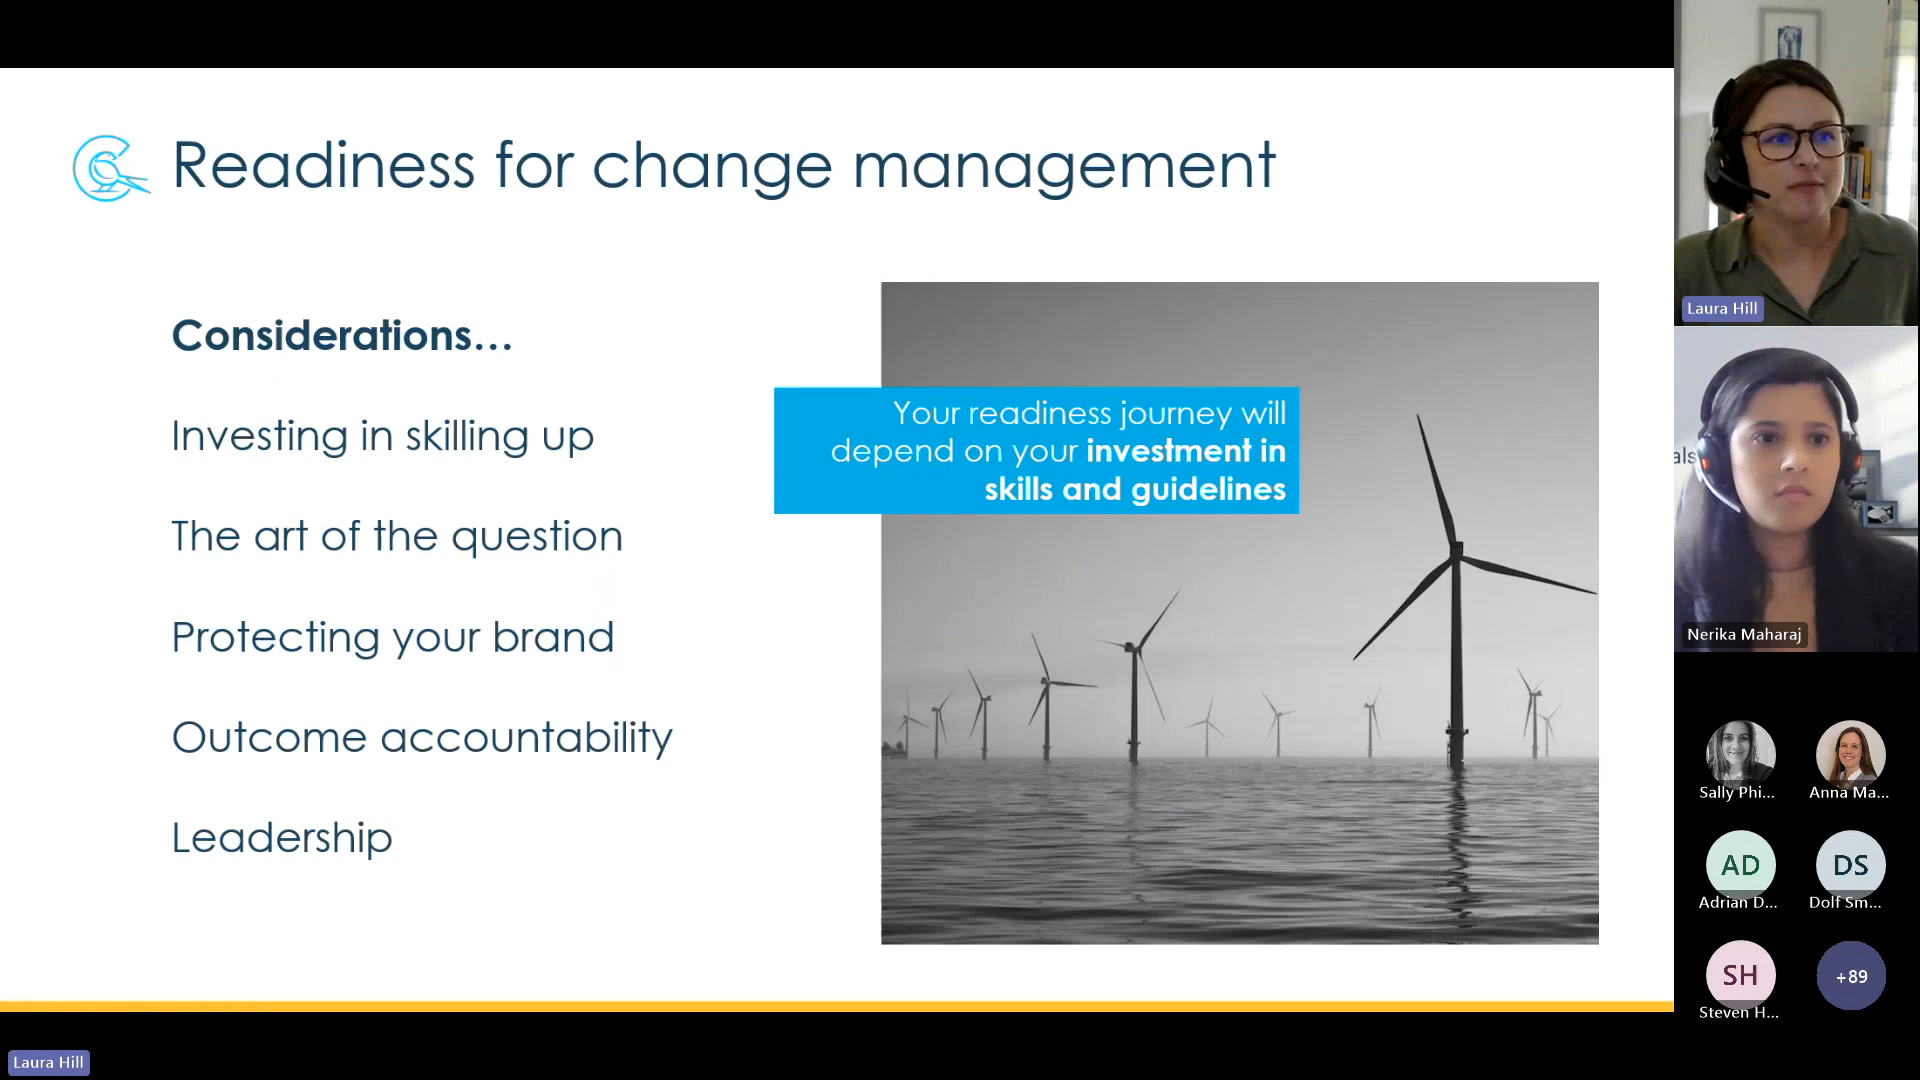 Readiness for change management
Considerations…
Investing in skilling up
The art of the question
Protecting your brand
Outcome accountability
Leadership
Your readiness journey will
depend on your investment in
skills and guidelines
Laura Hill
als
Nerika Maharaj
Sally Phi...
Anna Ma...
AD
Adrian D...
DS
Dolf Sm...
SH
Steven H...
+89
Laura Hill